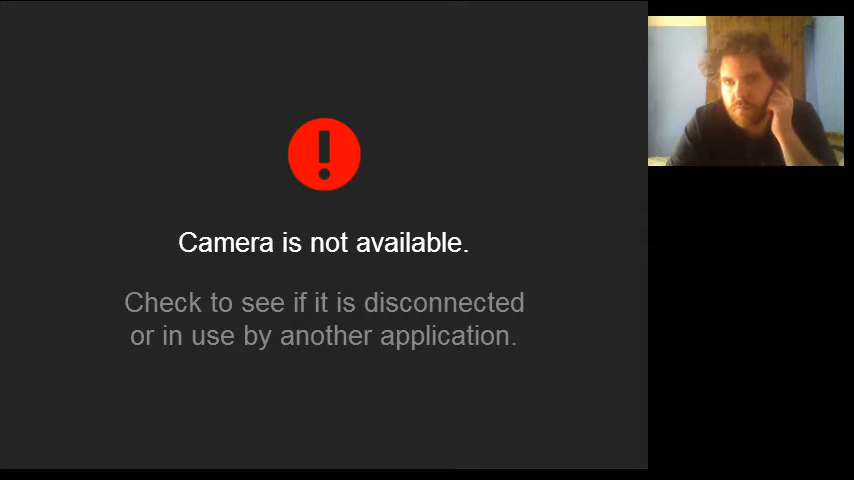 Camera is not available.
Check to see if it is disconnected
or in use by another application.